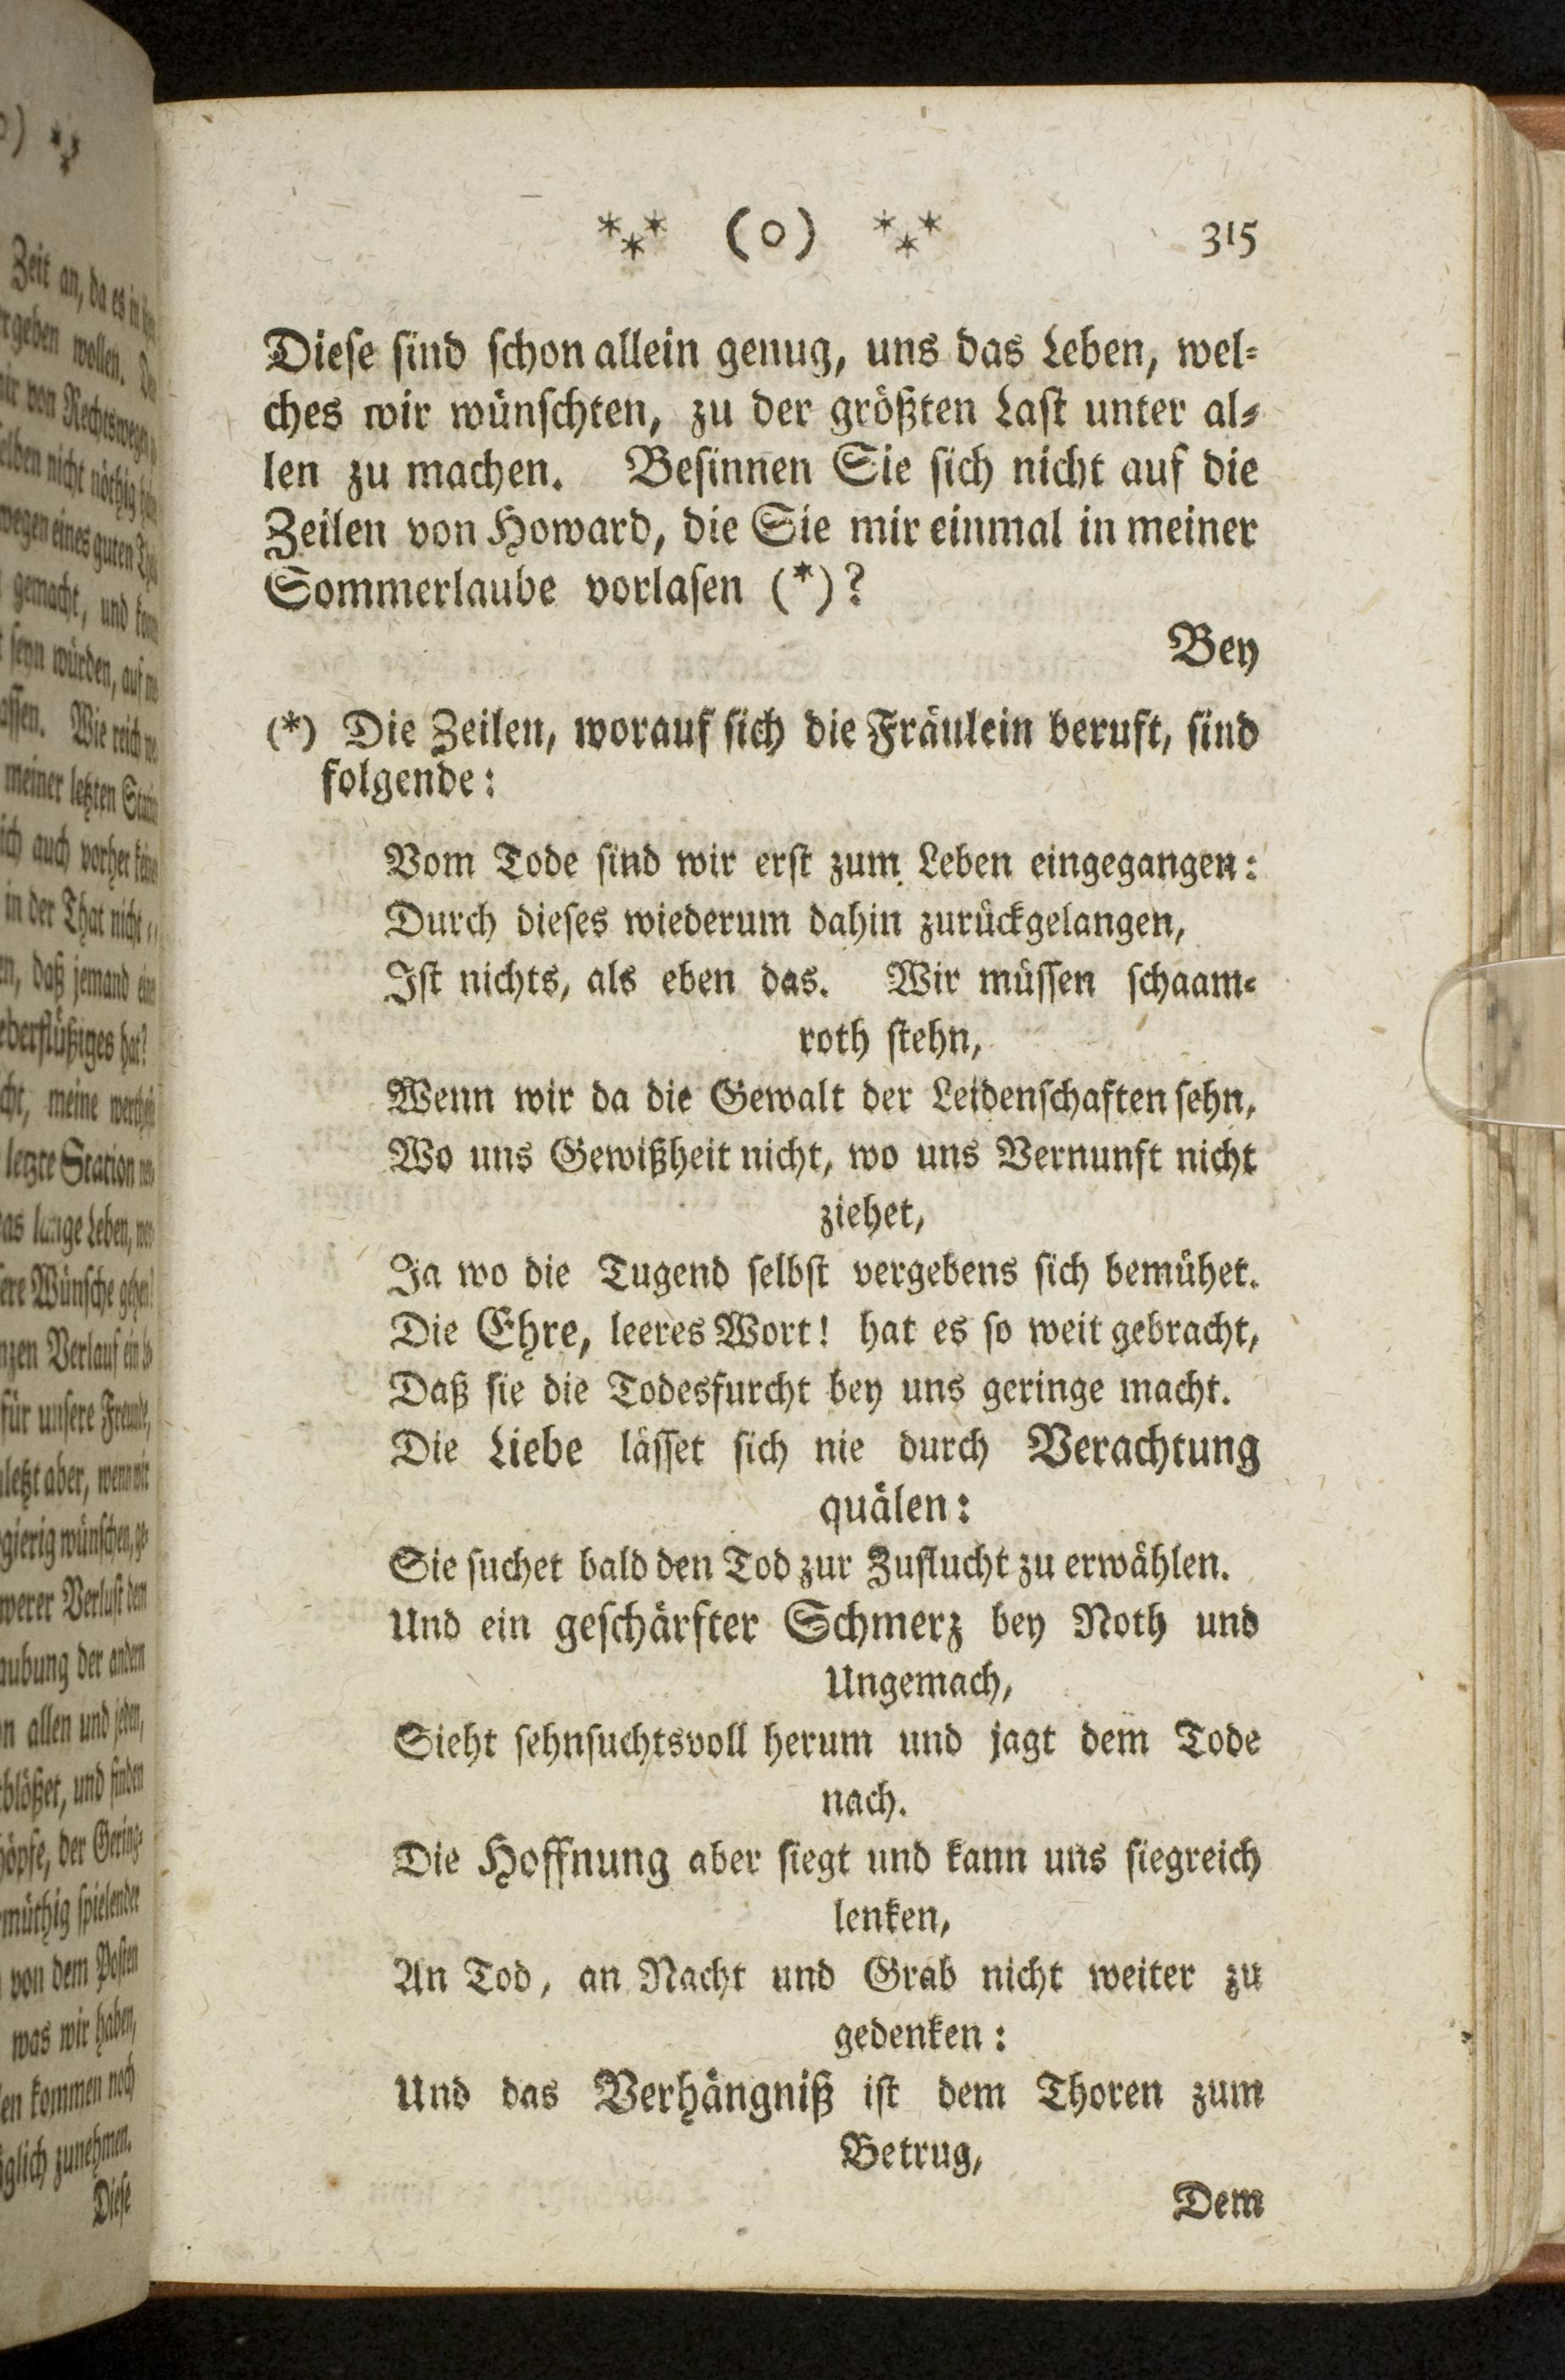 *** (o) *** 315
Diese sind schon allein genug, uns das Leben, wel-
ches wir wünschten, zu der größten Last unter al-
len zu machen. Besinnen Sie sich nicht auf die
Zeilen von Howard, die Sie mir einmal in meiner
Sommerlaube vorlasen (*)?
Bey
(*) Die Zeilen, worauf sich die Fräulein beruft, sind
folgende:
Vom Tode sind wir erst zum Leben eingegangen:
Durch dieses wiederum dahin zurückgelangen,
Ist nichts, als eben das. Wir müssen schaam-
roth stehn,
Wenn wir da die Gewalt der Leidenschaften sehn,
Wo uns Gewißheit nicht, wo uns Vernunft nicht
ziehet,
Ja wo die Tugend selbst vergebens sich bemühet.
Die Ehre, leeres Wort! hat es so weit gebracht,
Daß sie die Todesfurcht bey uns geringe macht.
Die Liebe lässet sich nie durch Verachtung
quälen:
Sie suchet bald den Tod zur Zuflucht zu erwählen.
Und ein geschärfter Schmerz bey Noth und
Ungemach,
Sieht sehnsuchtsvoll herum und jagt dem Tode
nach.
Die Hoffnung aber siegt und kann uns siegreich
lenken,
An Tod, an Nacht und Grab nicht weiter zu
gedenken:
Und das Verhängniß ist dem Thoren zum
Betrug,
Dem